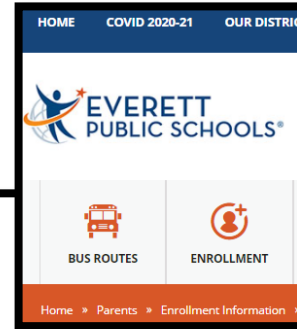 HOME COVID 2020-21 OUR DISTRIC
EVERETT
PUBLIC SCHOOLS®
BUS ROUTES ENROLLMENT
Home » Parents » Enrollment Information »